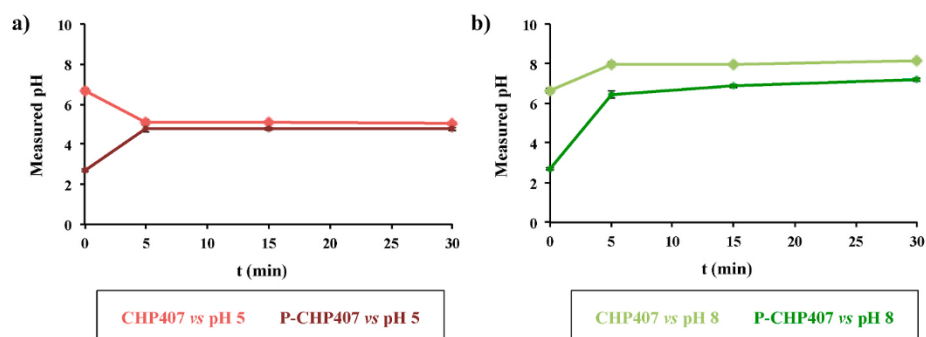 a)
10
8
6
4
2
0
Measured pH
0 5 10 15 20 25 30
t (min)
CHP407 vs pH 5 P-CHP407 vs pH 5
b)
10
8
6
4
2
0
Measured pH
0 5 10 15 20 25 30
t (min)
CHP407 vs pH 8 P-CHP407 vs pH 8